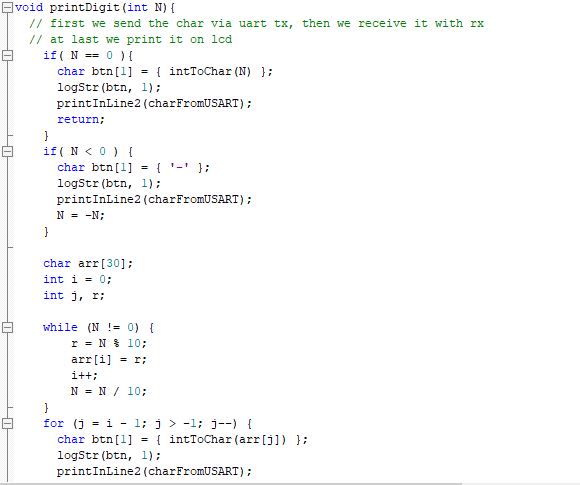 void printDigit(int N){
  // first we send the char via uart tx, then we receive it with rx
  // at last we print it on lcd
    if( N == 0 ){
      char btn[1] = { intToChar(N) };
      logStr(btn, 1);
      printInLine2(charFromUSART);
      return;
    }
    if( N < 0 ) {
      char btn[1] = { '-' };
      logStr(btn, 1);
      printInLine2(charFromUSART);
      N = -N;
    }

    char arr[30];
    int i = 0;
    int j, r;

    while (N != 0) {
        r = N % 10;
        arr[i] = r;
        i++;
        N = N / 10;
    }
    for (j = i - 1; j > -1; j--) {
      char btn[1] = { intToChar(arr[j]) };
      logStr(btn, 1);
      printInLine2(charFromUSART);